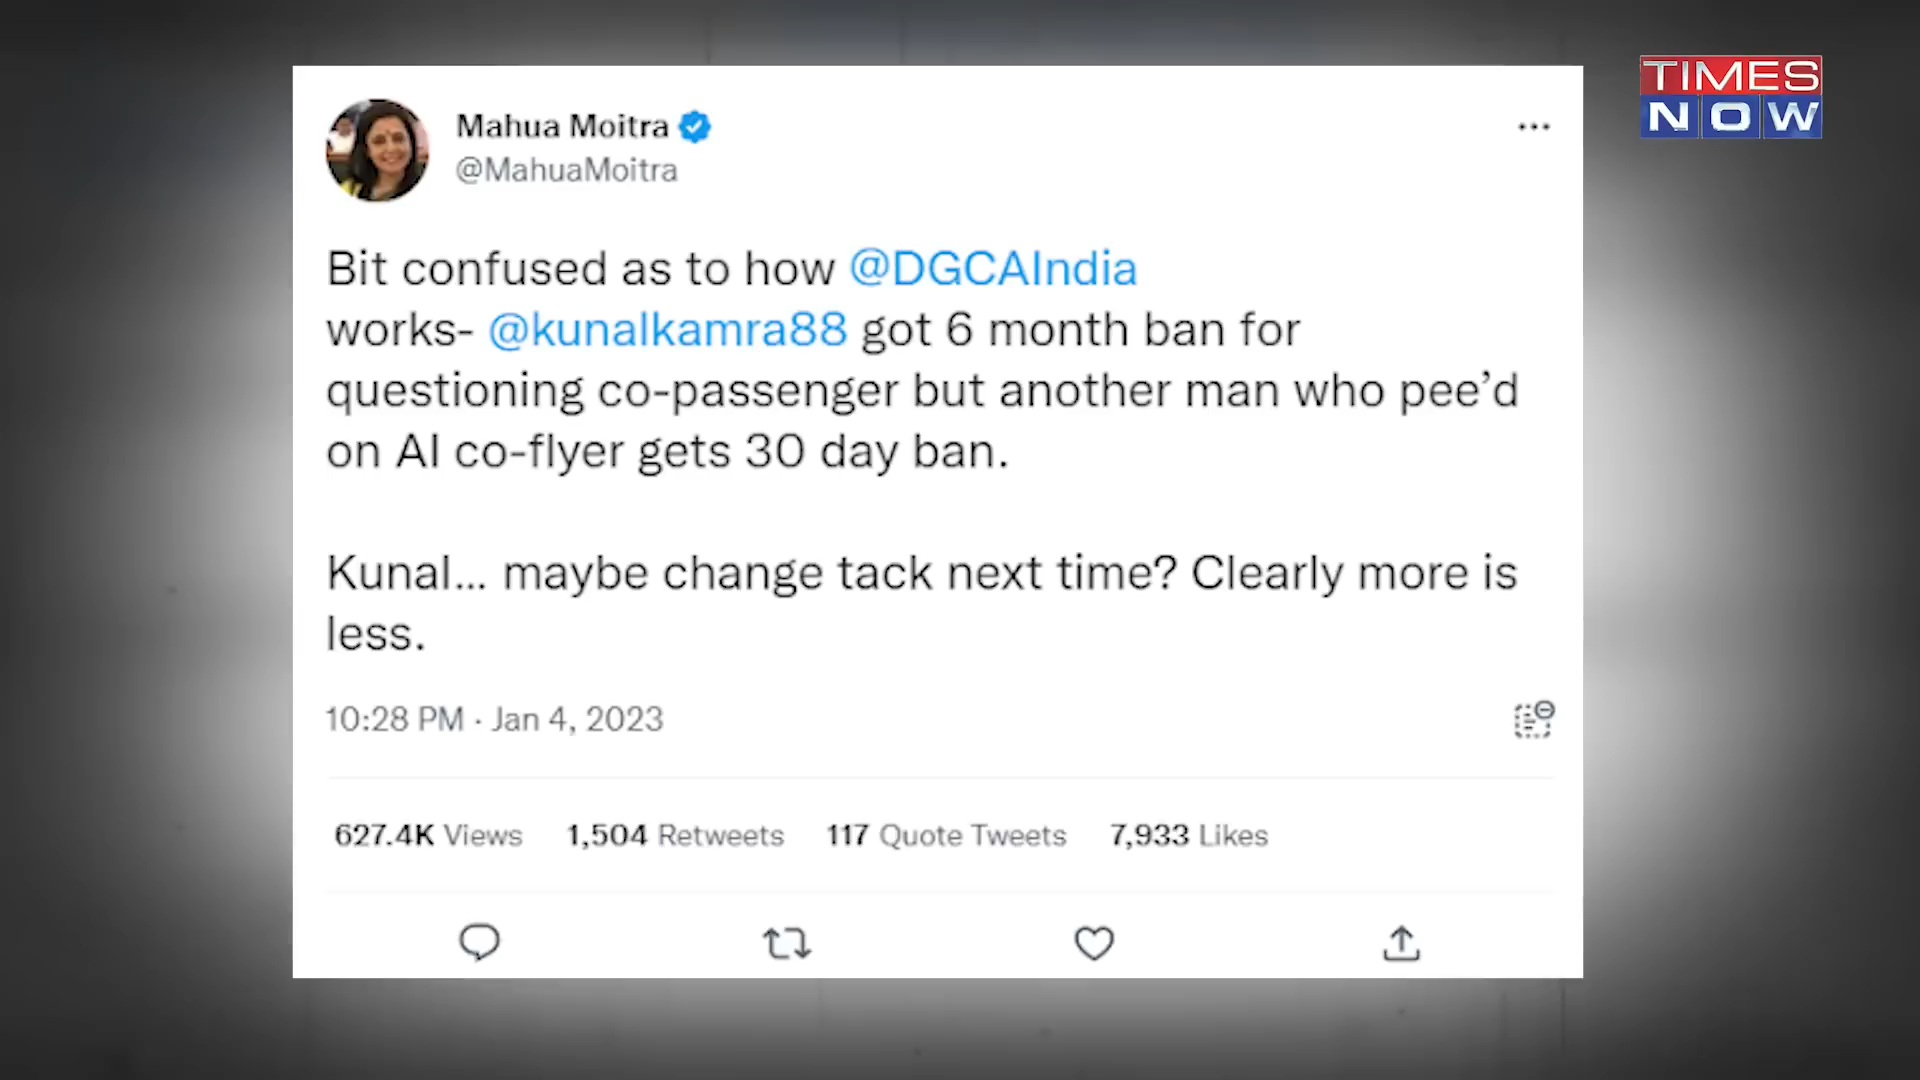 TIMES
NOW
Mahua Moitra
@MahuaMoitra
Bit confused as to how @DGCAIndia
works- @kunalkamra88 got 6 month ban for
questioning co-passenger but another man who pee’d
on AI co-flyer gets 30 day ban.
Kunal... maybe change tack next time? Clearly more is
less.
10:28 PM · Jan 4, 2023
627.4K Views 1,504 Retweets 117 Quote Tweets 7,933 Likes